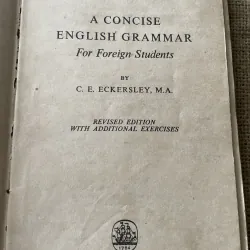 A CONCISE
ENGLISH GRAMMAR
For Foreign Students
BY
C. E. ECKERSLEY, M.A.
REVISED EDITION
WITH ADDITIONAL EXERCISES